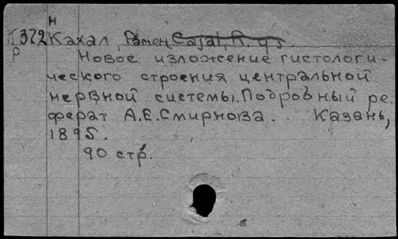 Н
К 372 Кахал, Рамон Cajal, R. y s.
Р Новое изложение гистологи-
ческого строения центральной
нервной системы. Подробный ре-
ферат А.Е. Смирнова. Казань,
1895.
90 стр.